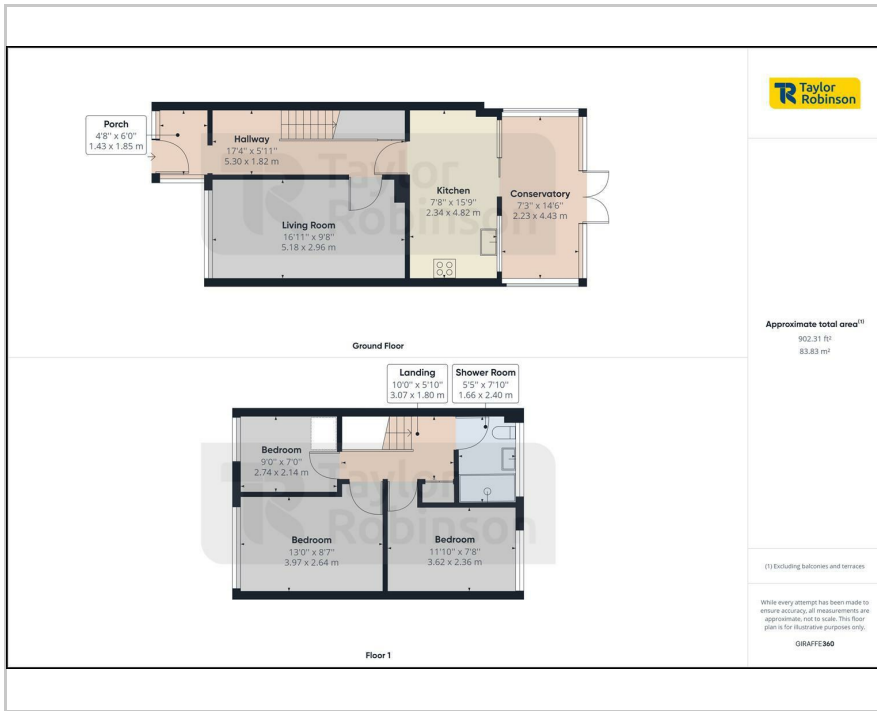 Porch
4'8" x 6'0"
1.43 x 1.85 m
Hallway
17'4" x 5'11"
5.30 x 1.82 m
Living Room
16'11" x 9'8"
5.18 x 2.96 m
Kitchen
7'8" x 15'9"
2.34 x 4.82 m
Conservatory
7'3" x 14'6"
2.23 x 4.43 m
Taylor
Robinson
Ground Floor
Landing
10'0" x 5'10"
3.07 x 1.80 m
Shower Room
5'5" x 7'10"
1.66 x 2.40 m
Bedroom
9'0" x 7'0"
2.74 x 2.14 m
Bedroom
13'0" x 8'7"
3.97 x 2.64 m
Bedroom
11'10" x 7'8"
3.62 x 2.36 m
Taylor
Robinson
Floor 1
TR Taylor
Robinson
Approximate total area(1)
902.31 ft²
83.83 m²
(1) Excluding balconies and terraces
While every attempt has been made to
ensure accuracy, all measurements are
approximate, not to scale. This floor
plan is for illustrative purposes only.
GIRAFFE360